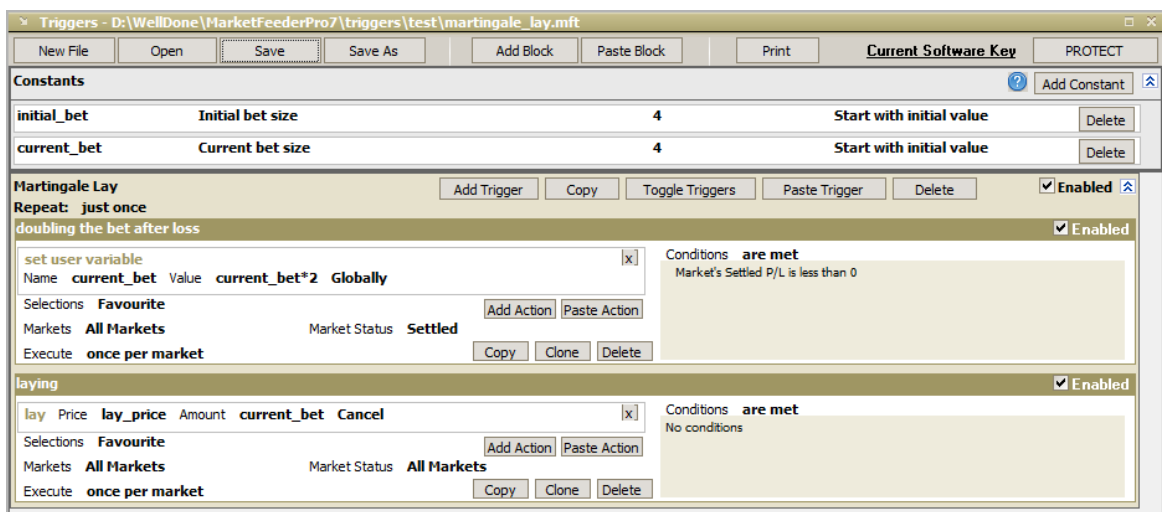 Triggers - D:\WellDone\MarketFeederPro7\triggers\test\martingale_lay.mft
New File Open Save Save As Add Block Paste Block Print Current Software Key PROTECT
Constants ? Add Constant
initial_bet Initial bet size 4 Start with initial value Delete
current_bet Current bet size 4 Start with initial value Delete
Martingale Lay Add Trigger Copy Toggle Triggers Paste Trigger Delete Enabled
Repeat: just once
doubling the bet after loss Enabled
set user variable x Conditions are met
Name current_bet Value current_bet*2 Globally Market's Settled P/L is less than 0
Selections Favourite Add Action Paste Action
Markets All Markets Market Status Settled
Execute once per market Copy Clone Delete
laying Enabled
lay Price lay_price Amount current_bet Cancel x Conditions are met
No conditions
Selections Favourite Add Action Paste Action
Markets All Markets Market Status All Markets
Execute once per market Copy Clone Delete